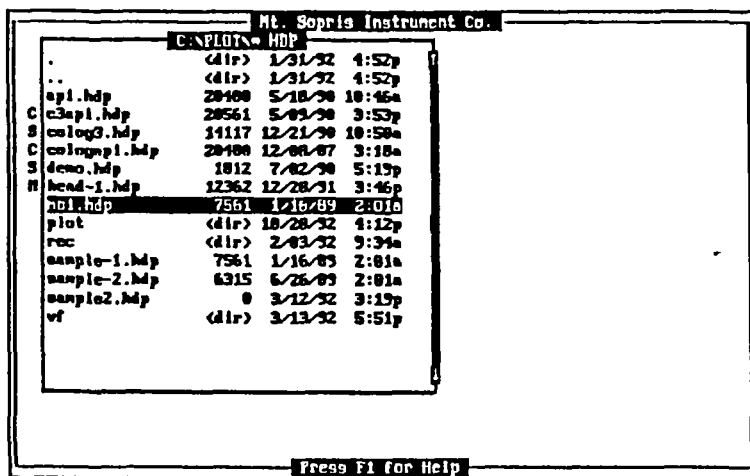 Mt. Sopris Instrument Co.
C:\PLOT\*.HDP
. <dir> 1/31/92 4:52p
.. <dir> 1/31/92 4:52p
api.hdp 20480 5/18/90 10:46a
C c3api.hdp 20561 5/09/90 3:53p
S colog3.hdp 14117 12/21/90 10:50a
C cologapi.hdp 20480 12/08/87 3:18a
S demo.hdp 1812 7/02/90 5:19p
M head-1.hdp 12362 12/28/91 3:46p
7561 1/16/89 2:01a
plot <dir> 10/28/92 4:12p
rec <dir> 2/03/92 9:34a
sample-1.hdp 7561 1/16/89 2:01a
sample-2.hdp 6315 6/26/89 2:01a
sample2.hdp 0 3/12/92 3:19p
vf <dir> 3/13/92 5:51p
Press F1 for Help